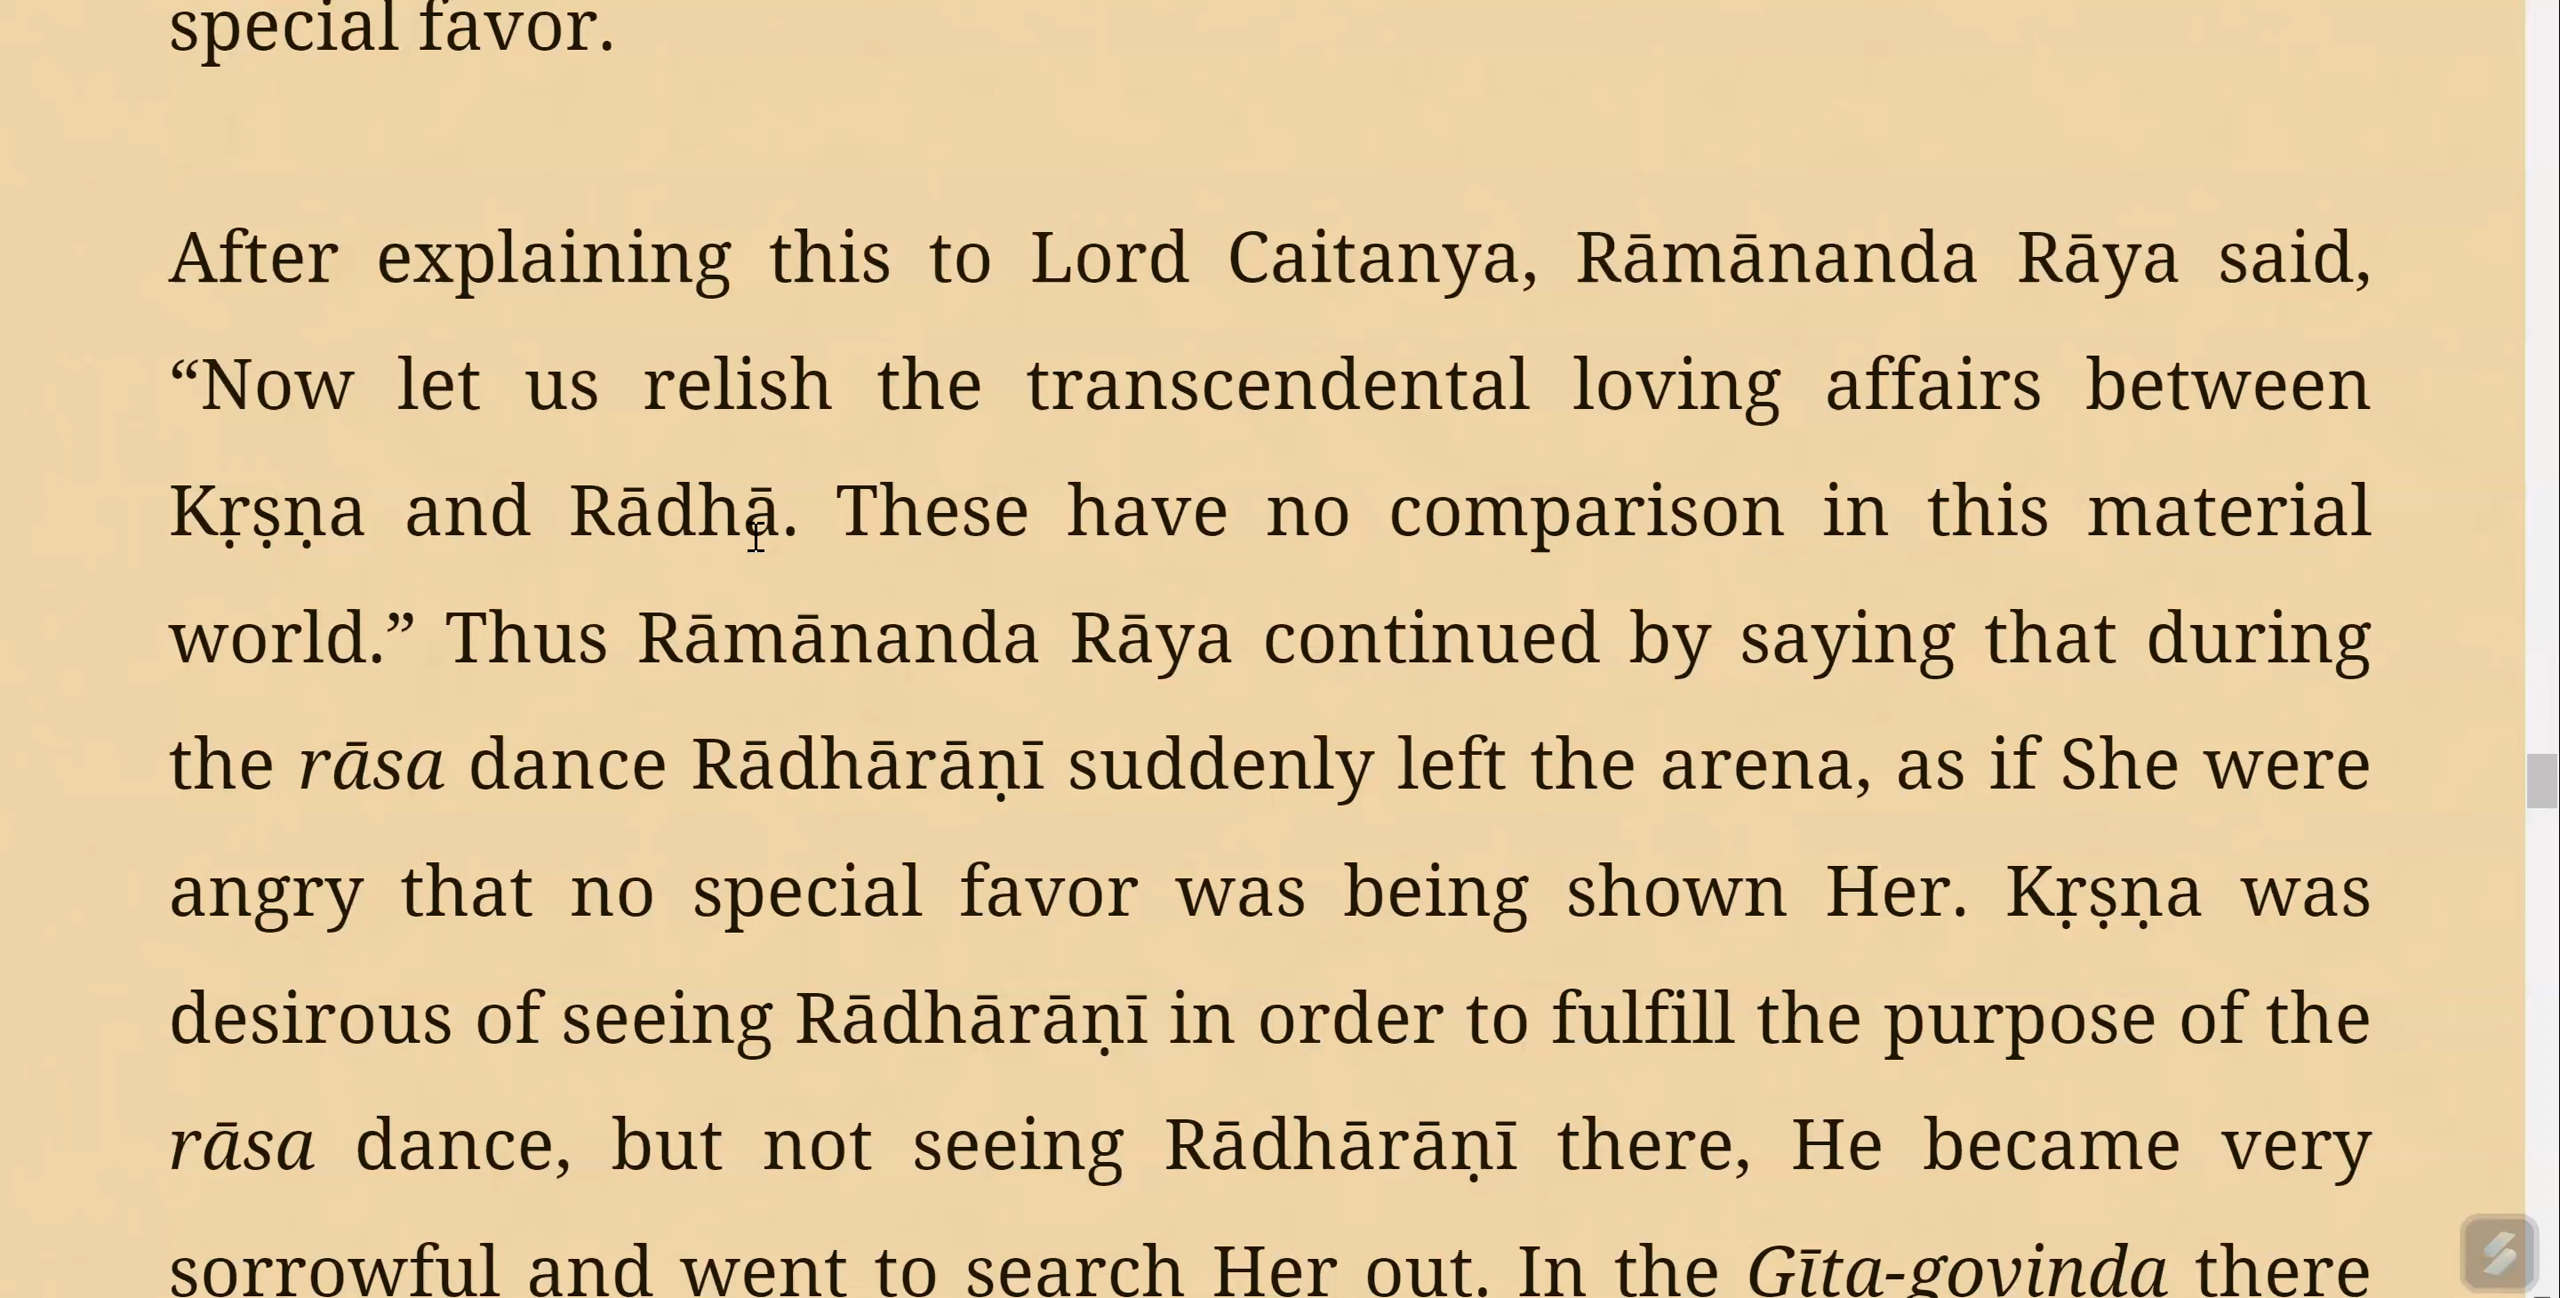 special favor.
After explaining this to Lord Caitanya, Rāmānanda Rāya said,
“Now let us relish the transcendental loving affairs between
Kṛṣṇa and Rādhā. These have no comparison in this material
world.” Thus Rāmānanda Rāya continued by saying that during
the rāsa dance Rādhārāṇī suddenly left the arena, as if She were
angry that no special favor was being shown Her. Kṛṣṇa was
desirous of seeing Rādhārāṇī in order to fulfill the purpose of the
rāsa dance, but not seeing Rādhārāṇī there, He became very
sorrowful and went to search Her out. In the Gīta-govinda there